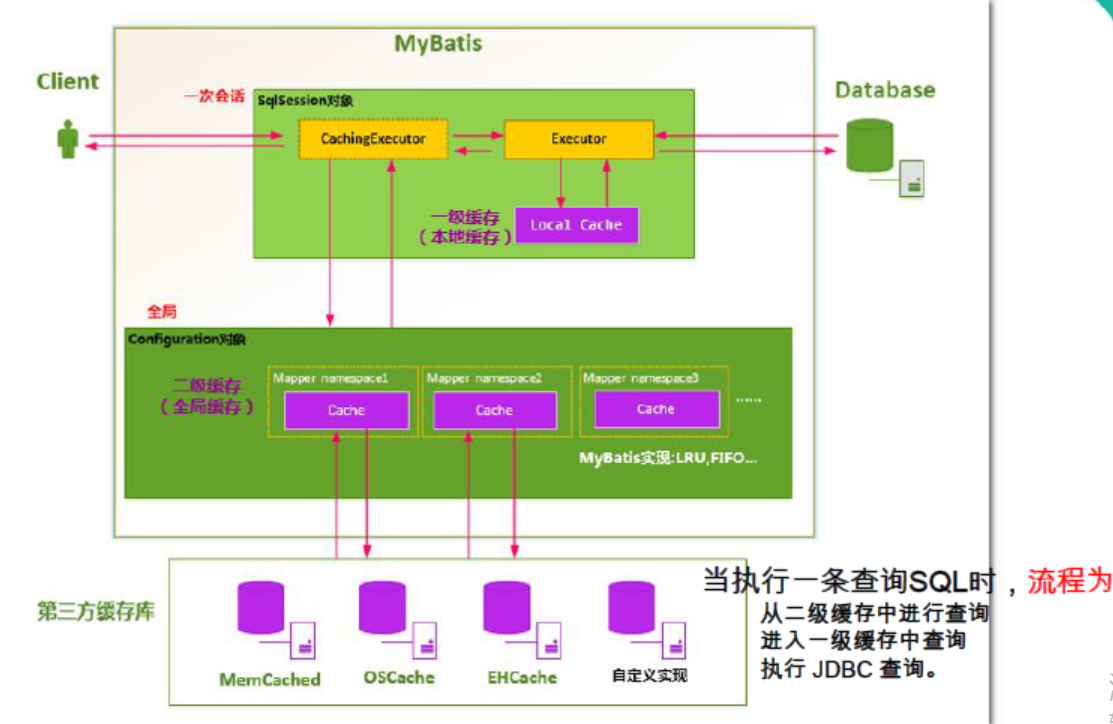 MyBatis
Client
一次会话
SqlSession对象
Database
CachingExecutor
Executor
一级缓存
（本地缓存）
Local Cache
全局
Configuration对象
二级缓存
（全局缓存）
Mapper namespace1
Mapper namespace2
Mapper namespace3
Cache
Cache
Cache
......
MyBatis实现:LRU,FIFO...
第三方缓存库
MemCached
OSCache
EHCache
自定义实现
当执行一条查询SQL时，流程为
从二级缓存中进行查询
进入一级缓存中查询
执行 JDBC 查询。